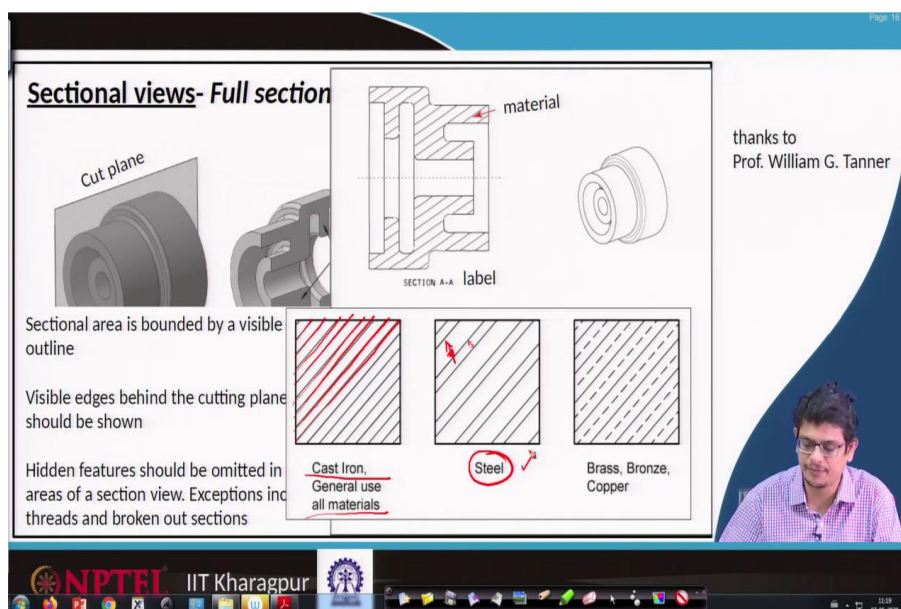 Page: 16
Sectional views- Full section
Cut plane
material
SECTION A-A label
thanks to
Prof. William G. Tanner
Sectional area is bounded by a visible
outline
Visible edges behind the cutting plane
should be shown
Hidden features should be omitted in
areas of a section view. Exceptions inc
threads and broken out sections
Cast Iron,
General use
all materials
Steel
Brass, Bronze,
Copper
NPTEL IIT Kharagpur
11:19